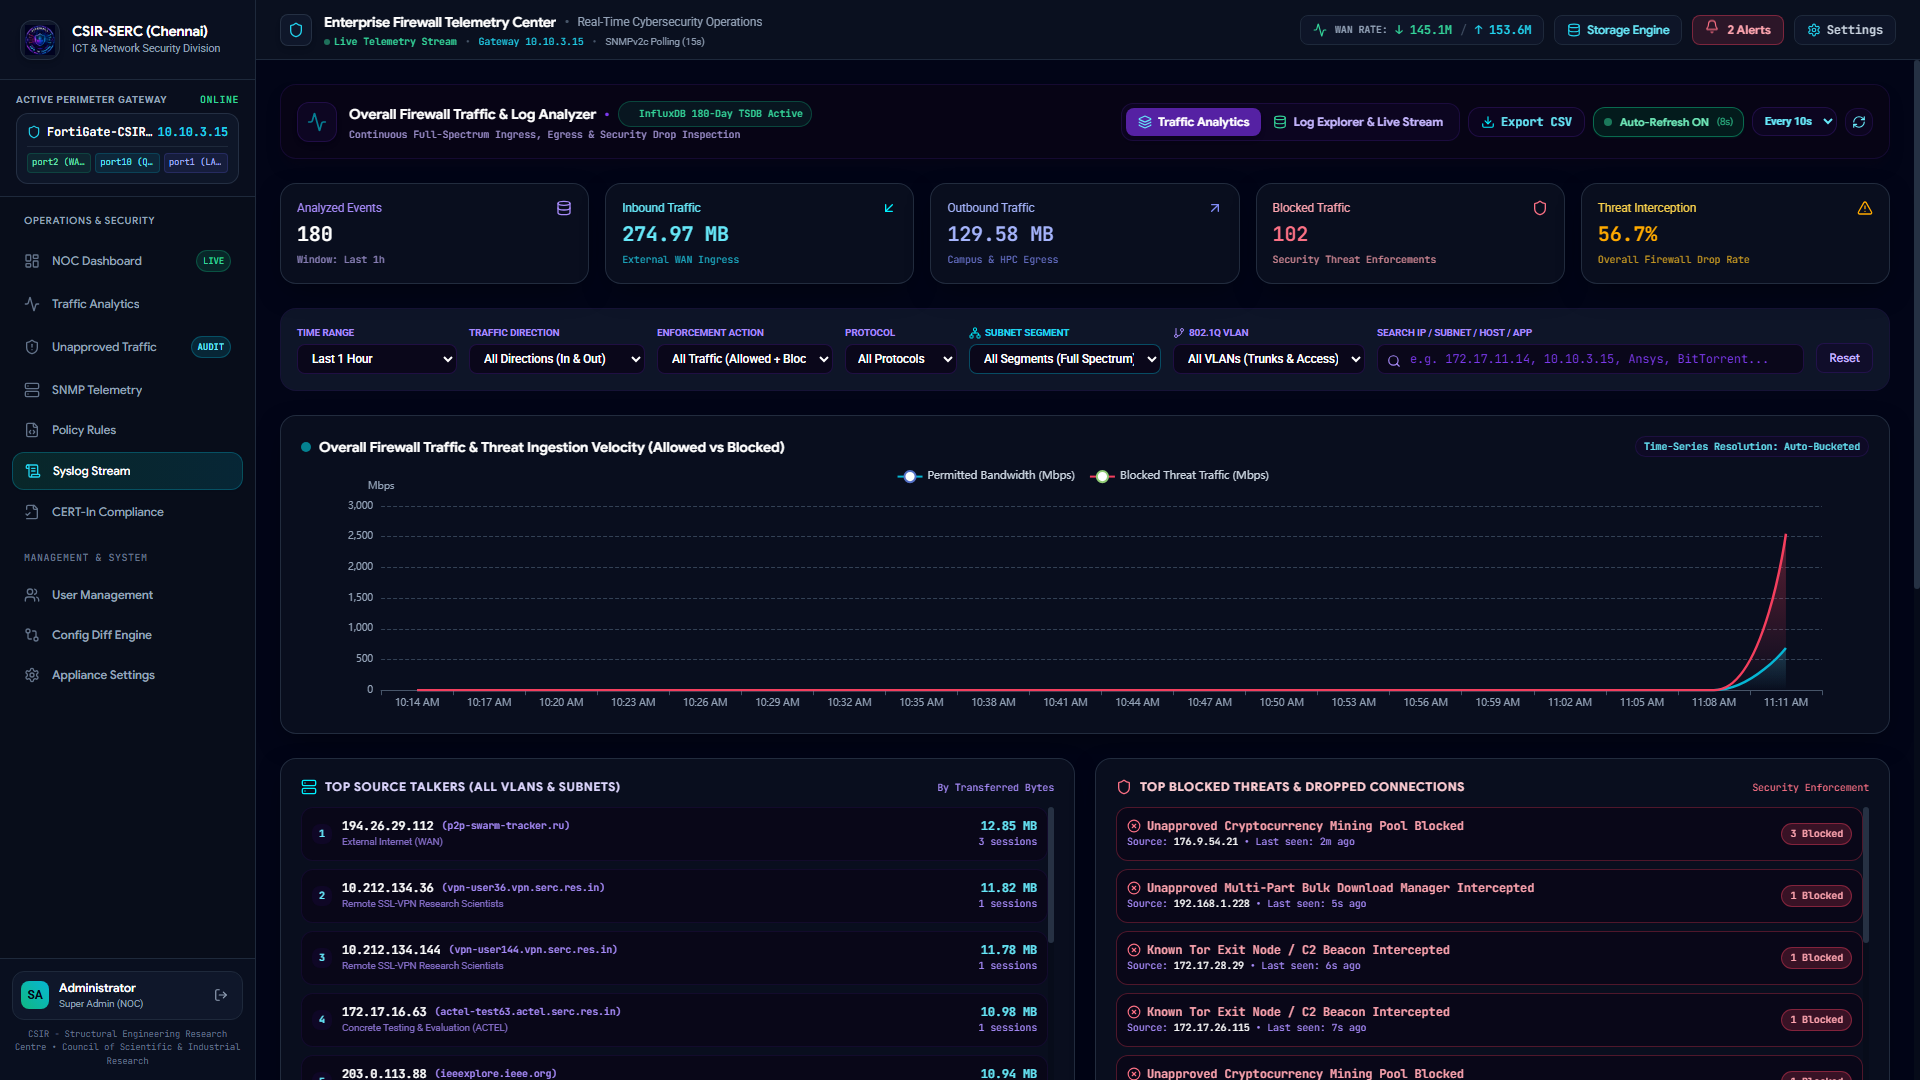 CSIR-SERC (Chennai)
ICT & Network Security Division
ACTIVE PERIMETER GATEWAY ONLINE
FortiGate-CSIR… 10.10.3.15
port2 (WA… port10 (Q… port1 (LA…
OPERATIONS & SECURITY
NOC Dashboard LIVE
Traffic Analytics
Unapproved Traffic AUDIT
SNMP Telemetry
Policy Rules
Syslog Stream
CERT-In Compliance
MANAGEMENT & SYSTEM
User Management
Config Diff Engine
Appliance Settings
SA Administrator
Super Admin (NOC)
CSIR - Structural Engineering Research
Centre • Council of Scientific & Industrial
Research
Enterprise Firewall Telemetry Center • Real-Time Cybersecurity Operations
Live Telemetry Stream • Gateway 10.10.3.15 • SNMPv2c Polling (15s)
WAN RATE: ↓ 145.1M / ↑ 153.6M
Storage Engine
2 Alerts
Settings
Overall Firewall Traffic & Log Analyzer • InfluxDB 180-Day TSDB Active
Continuous Full-Spectrum Ingress, Egress & Security Drop Inspection
Traffic Analytics
Log Explorer & Live Stream
Export CSV
Auto-Refresh ON (8s)
Every 10s
Analyzed Events
180
Window: Last 1h
Inbound Traffic
274.97 MB
External WAN Ingress
Outbound Traffic
129.58 MB
Campus & HPC Egress
Blocked Traffic
102
Security Threat Enforcements
Threat Interception
56.7%
Overall Firewall Drop Rate
TIME RANGE
Last 1 Hour
TRAFFIC DIRECTION
All Directions (In & Out)
ENFORCEMENT ACTION
All Traffic (Allowed + Bloc
PROTOCOL
All Protocols
SUBNET SEGMENT
All Segments (Full Spectrum)
802.1Q VLAN
All VLANs (Trunks & Access)
SEARCH IP / SUBNET / HOST / APP
e.g. 172.17.11.14, 10.10.3.15, Ansys, BitTorrent...
Reset
Overall Firewall Traffic & Threat Ingestion Velocity (Allowed vs Blocked)
Time-Series Resolution: Auto-Bucketed
Permitted Bandwidth (Mbps) Blocked Threat Traffic (Mbps)
Mbps
3,000
2,500
2,000
1,500
1,000
500
0
10:14 AM 10:17 AM 10:20 AM 10:23 AM 10:26 AM 10:29 AM 10:32 AM 10:35 AM 10:38 AM 10:41 AM 10:44 AM 10:47 AM 10:50 AM 10:53 AM 10:56 AM 10:59 AM 11:02 AM 11:05 AM 11:08 AM 11:11 AM
TOP SOURCE TALKERS (ALL VLANS & SUBNETS) By Transferred Bytes
1 194.26.29.112 (p2p-swarm-tracker.ru) 12.85 MB
External Internet (WAN) 3 sessions
2 10.212.134.36 (vpn-user36.vpn.serc.res.in) 11.82 MB
Remote SSL-VPN Research Scientists 1 sessions
3 10.212.134.144 (vpn-user144.vpn.serc.res.in) 11.78 MB
Remote SSL-VPN Research Scientists 1 sessions
4 172.17.16.63 (actel-test63.actel.serc.res.in) 10.98 MB
Concrete Testing & Evaluation (ACTEL) 1 sessions
203.0.113.88 (ieeexplore.ieee.org) 10.94 MB
TOP BLOCKED THREATS & DROPPED CONNECTIONS Security Enforcement
Unapproved Cryptocurrency Mining Pool Blocked
Source: 176.9.54.21 • Last seen: 2m ago
3 Blocked
Unapproved Multi-Part Bulk Download Manager Intercepted
Source: 192.168.1.228 • Last seen: 5s ago
1 Blocked
Known Tor Exit Node / C2 Beacon Intercepted
Source: 172.17.28.29 • Last seen: 6s ago
1 Blocked
Known Tor Exit Node / C2 Beacon Intercepted
Source: 172.17.26.115 • Last seen: 7s ago
1 Blocked
Unapproved Cryptocurrency Mining Pool Blocked